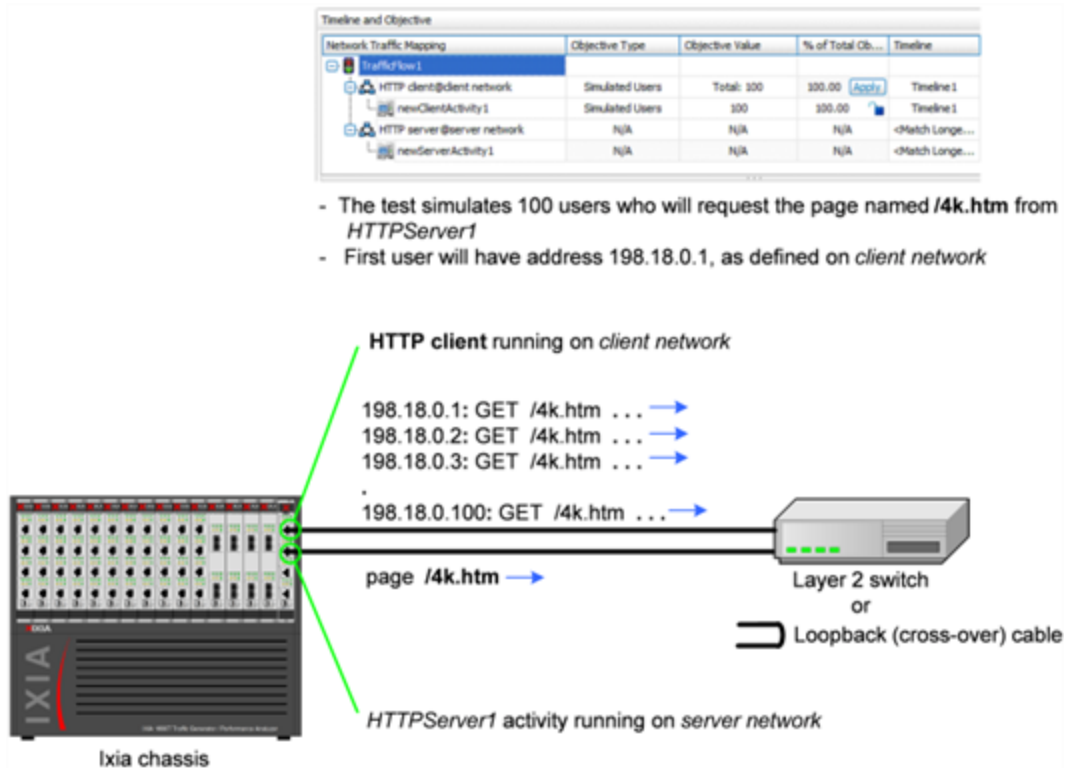 Timeline and Objective
Network Traffic Mapping Objective Type Objective Value % of Total Ob... Timeline
TrafficFlow1
HTTP client@client network Simulated Users Total: 100 100.00 Apply Timeline1
newClientActivity1 Simulated Users 100 100.00 Timeline1
HTTP server@server network N/A N/A N/A <Match Longe...
newServerActivity1 N/A N/A N/A <Match Longe...
- The test simulates 100 users who will request the page named /4k.htm from
HTTPServer1
- First user will have address 198.18.0.1, as defined on client network
HTTP client running on client network
198.18.0.1: GET /4k.htm ...
198.18.0.2: GET /4k.htm ...
198.18.0.3: GET /4k.htm ...
.
198.18.0.100: GET /4k.htm ...
page /4k.htm
Layer 2 switch
or
Loopback (cross-over) cable
IXIA
IXIA
HTTPServer1 activity running on server network
Ixia chassis